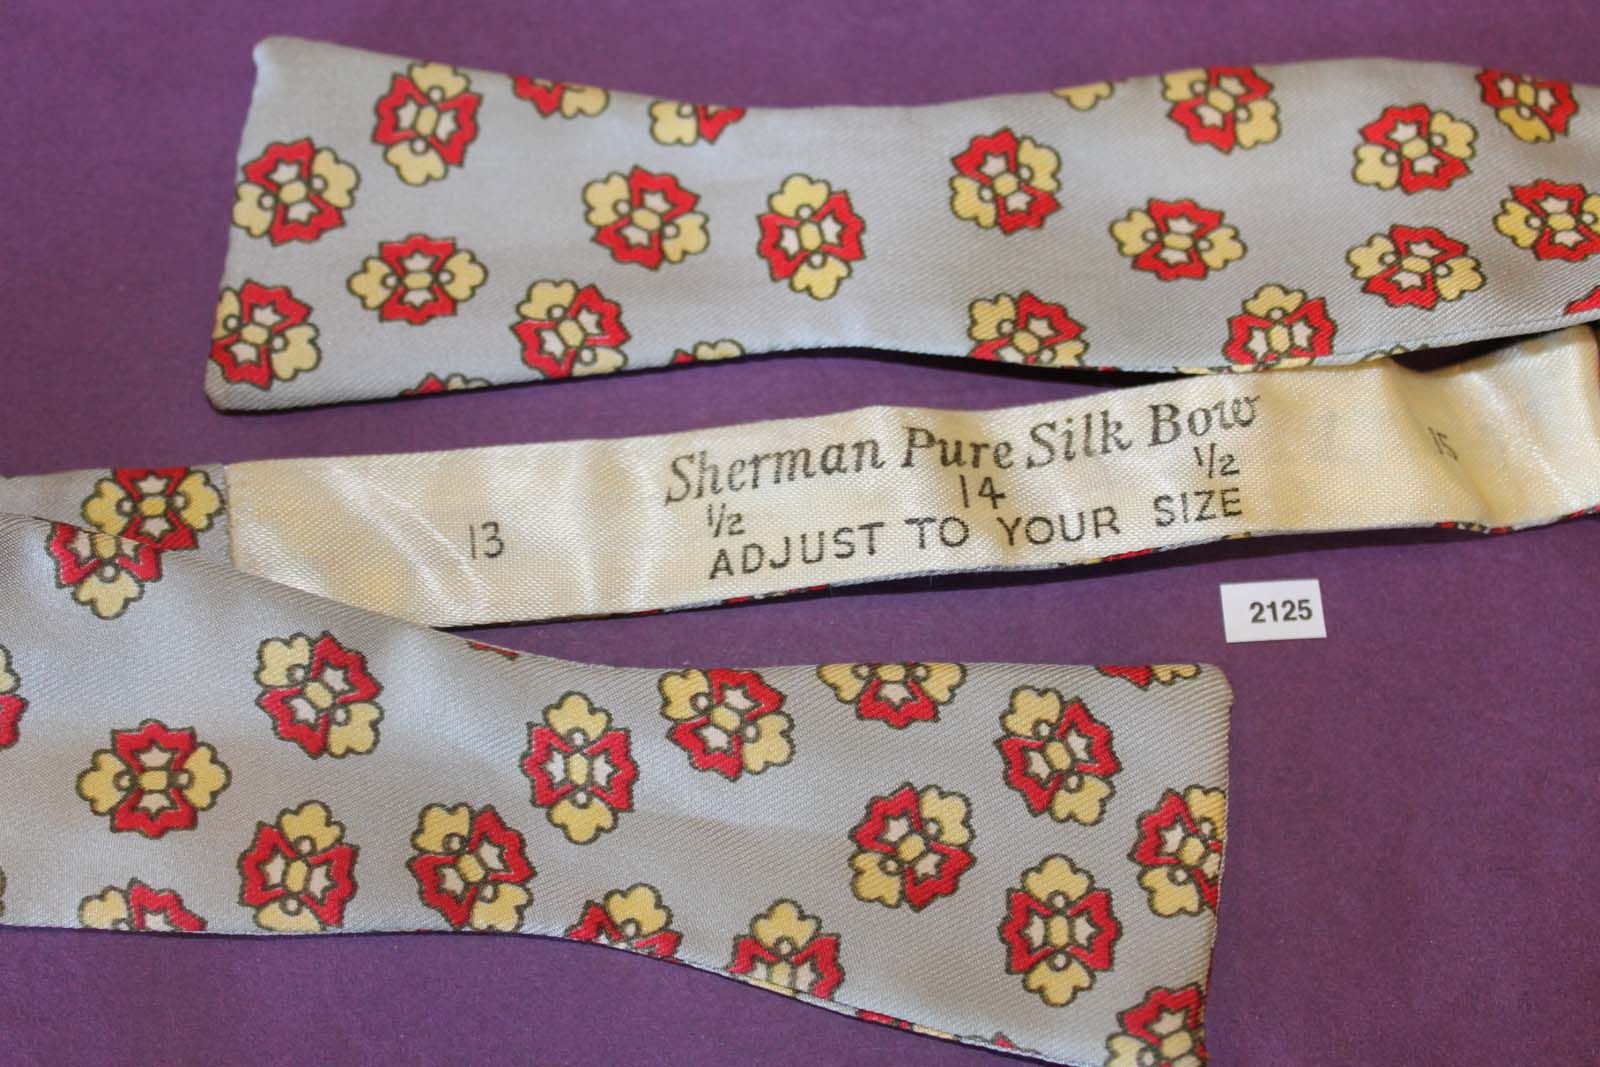 Sherman Pure Silk Bow
13 1/2 14 1/2 15
ADJUST TO YOUR SIZE
2125